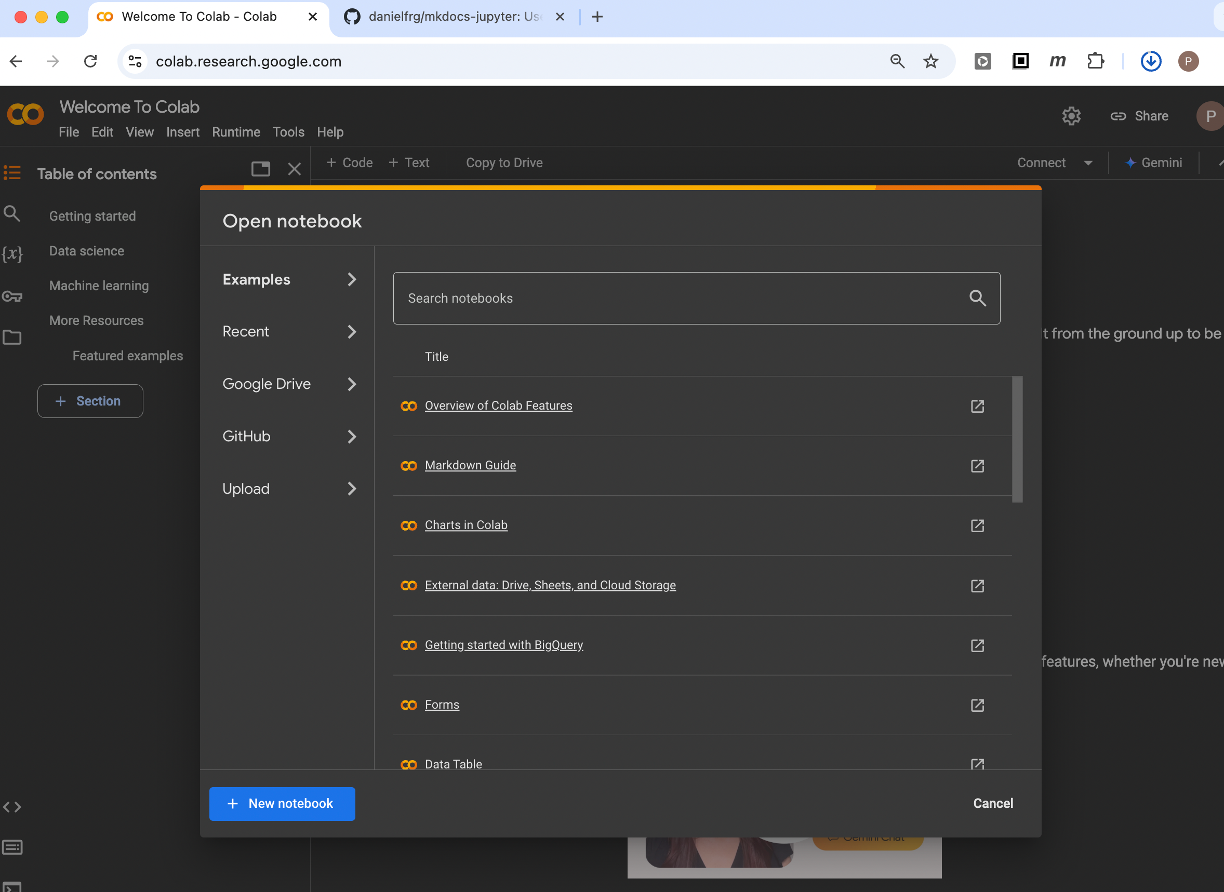 Welcome To Colab - Colab
danielfrg/mkdocs-jupyter: Use
colab.research.google.com
m
P
Welcome To Colab
File Edit View Insert Runtime Tools Help
Share
P
Table of contents
+ Code + Text Copy to Drive
Connect
Gemini
Getting started
Data science
Machine learning
More Resources
Featured examples
+ Section
{x}
Open notebook
Examples
Recent
Google Drive
GitHub
Upload
Search notebooks
Title
Overview of Colab Features
Markdown Guide
Charts in Colab
External data: Drive, Sheets, and Cloud Storage
Getting started with BigQuery
Forms
Data Table
t from the ground up to be
features, whether you're new
+ New notebook
Cancel
Gemini Chat